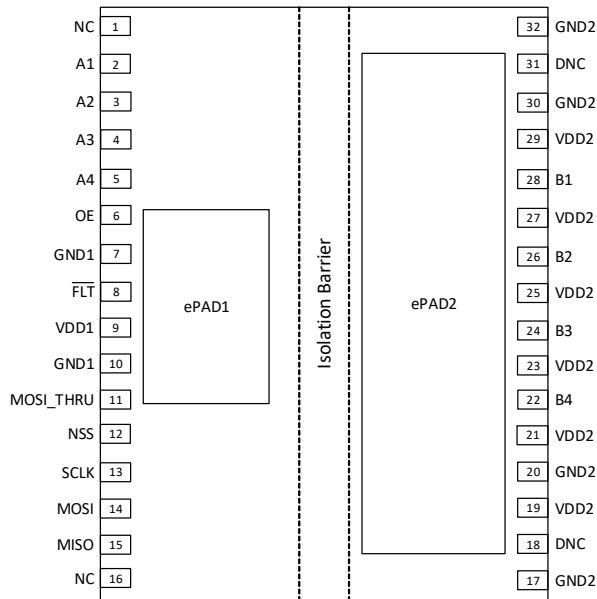 NC 1
A1 2
A2 3
A3 4
A4 5
OE 6
GND1 7
FLT 8
VDD1 9
GND1 10
MOSI_THRU 11
NSS 12
SCLK 13
MOSI 14
MISO 15
NC 16
ePAD1
Isolation Barrier
ePAD2
32 GND2
31 DNC
30 GND2
29 VDD2
28 B1
27 VDD2
26 B2
25 VDD2
24 B3
23 VDD2
22 B4
21 VDD2
20 GND2
19 VDD2
18 DNC
17 GND2